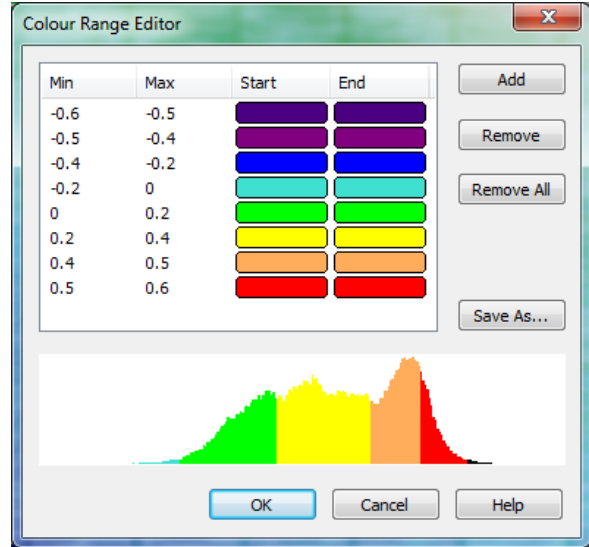 Colour Range Editor
Min Max Start End
-0.6 -0.5
-0.5 -0.4
-0.4 -0.2
-0.2 0
0 0.2
0.2 0.4
0.4 0.5
0.5 0.6
Add
Remove
Remove All
Save As...
OK Cancel Help